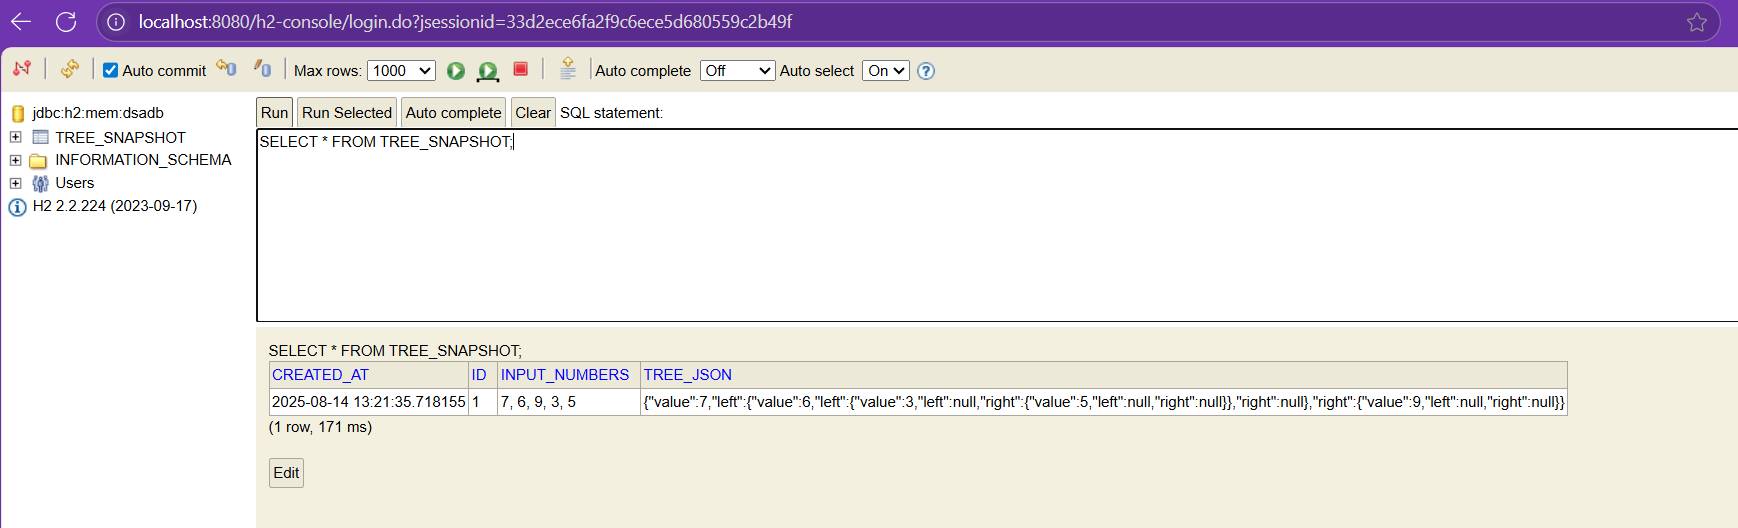 localhost:8080/h2-console/login.do?jsessionid=33d2ece6fa2f9c6ece5d680559c2b49f
Auto commit Max rows: 1000 Auto complete Off Auto select On
jdbc:h2:mem:dsadb
TREE_SNAPSHOT
INFORMATION_SCHEMA
Users
H2 2.2.224 (2023-09-17)
Run Run Selected Auto complete Clear SQL statement:
SELECT * FROM TREE_SNAPSHOT;
SELECT * FROM TREE_SNAPSHOT;
CREATED_AT ID INPUT_NUMBERS TREE_JSON
2025-08-14 13:21:35.718155 1 7, 6, 9, 3, 5 {"value":7,"left":{"value":6,"left":{"value":3,"left":null,"right":{"value":5,"left":null,"right":null}},"right":null},"right":{"value":9,"left":null,"right":null}}
(1 row, 171 ms)
Edit